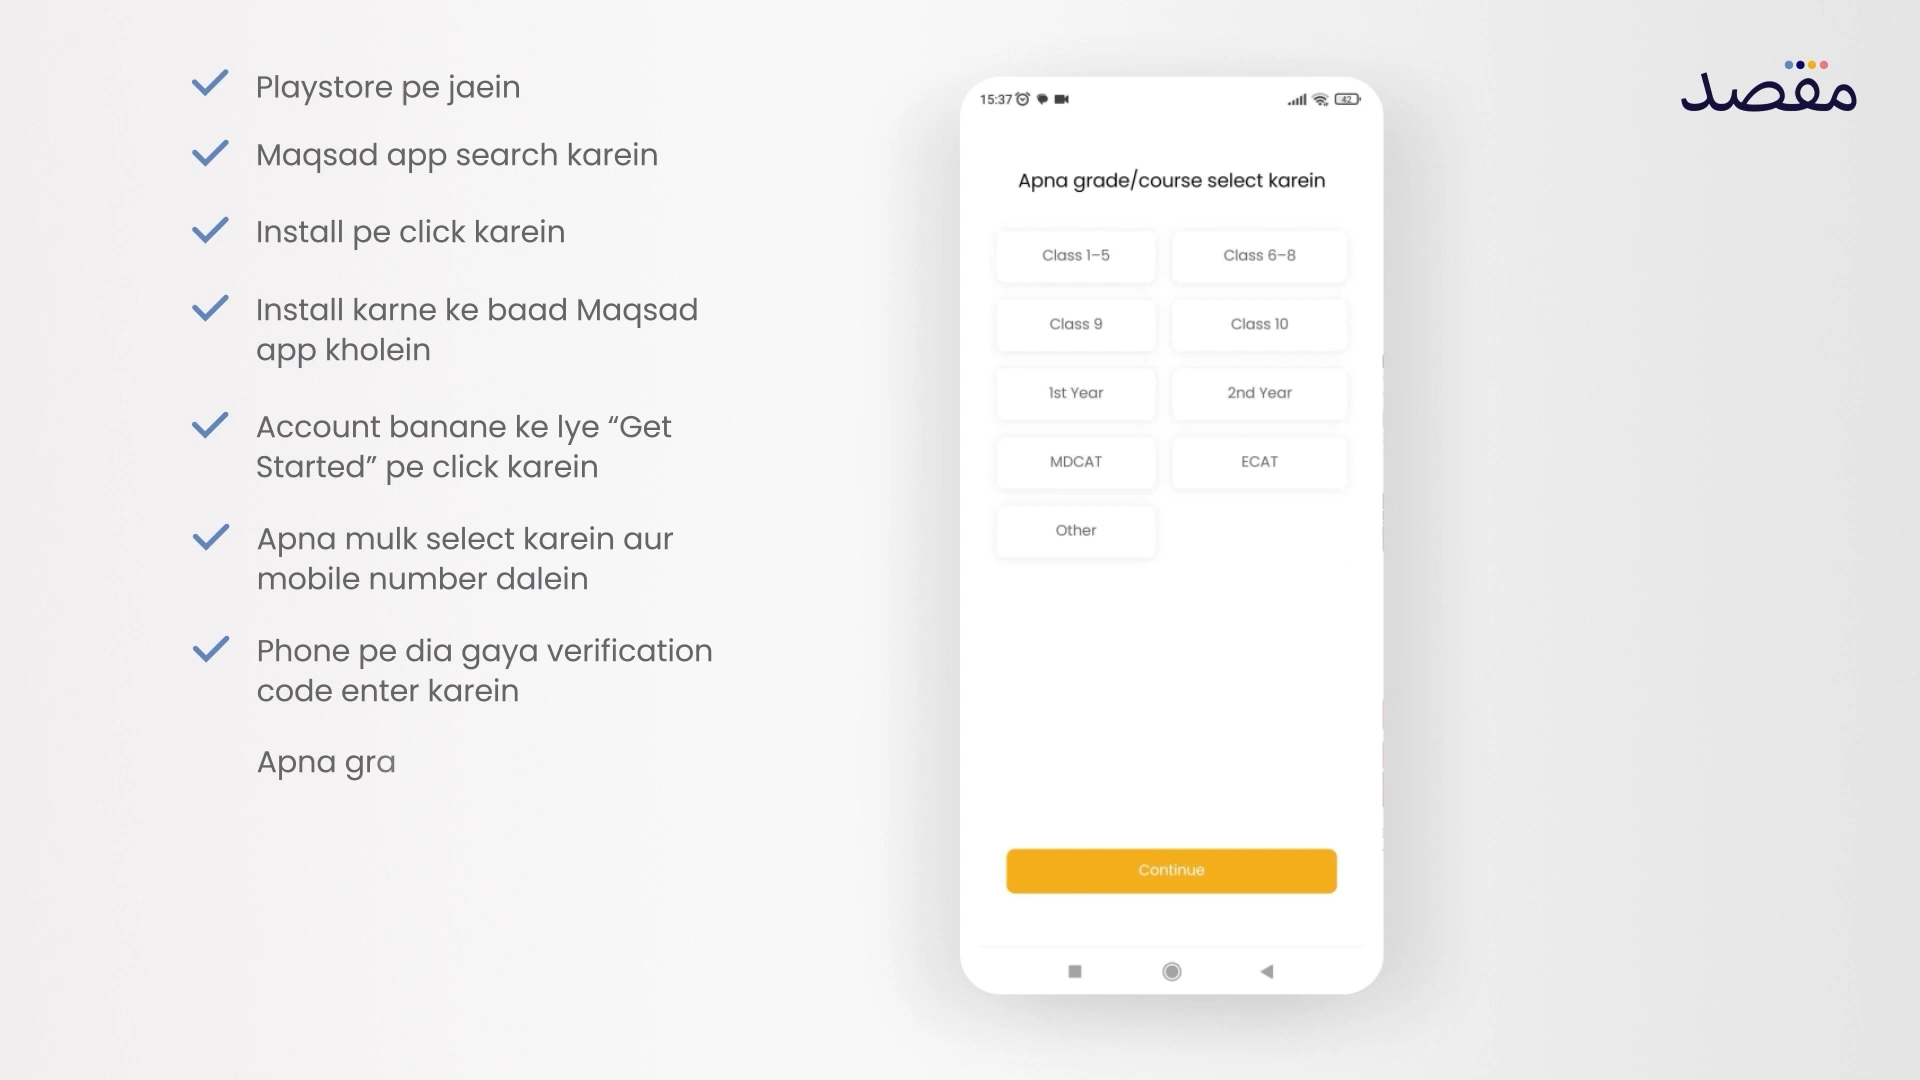 Playstore pe jaein
Maqsad app search karein
Install pe click karein
Install karne ke baad Maqsad
app kholein
Account banane ke lye “Get
Started” pe click karein
Apna mulk select karein aur
mobile number dalein
Phone pe dia gaya verification
code enter karein
Apna gra
15:37
42
Apna grade/course select karein
Class 1–5
Class 6–8
Class 9
Class 10
1st Year
2nd Year
MDCAT
ECAT
Other
Continue
مقصد